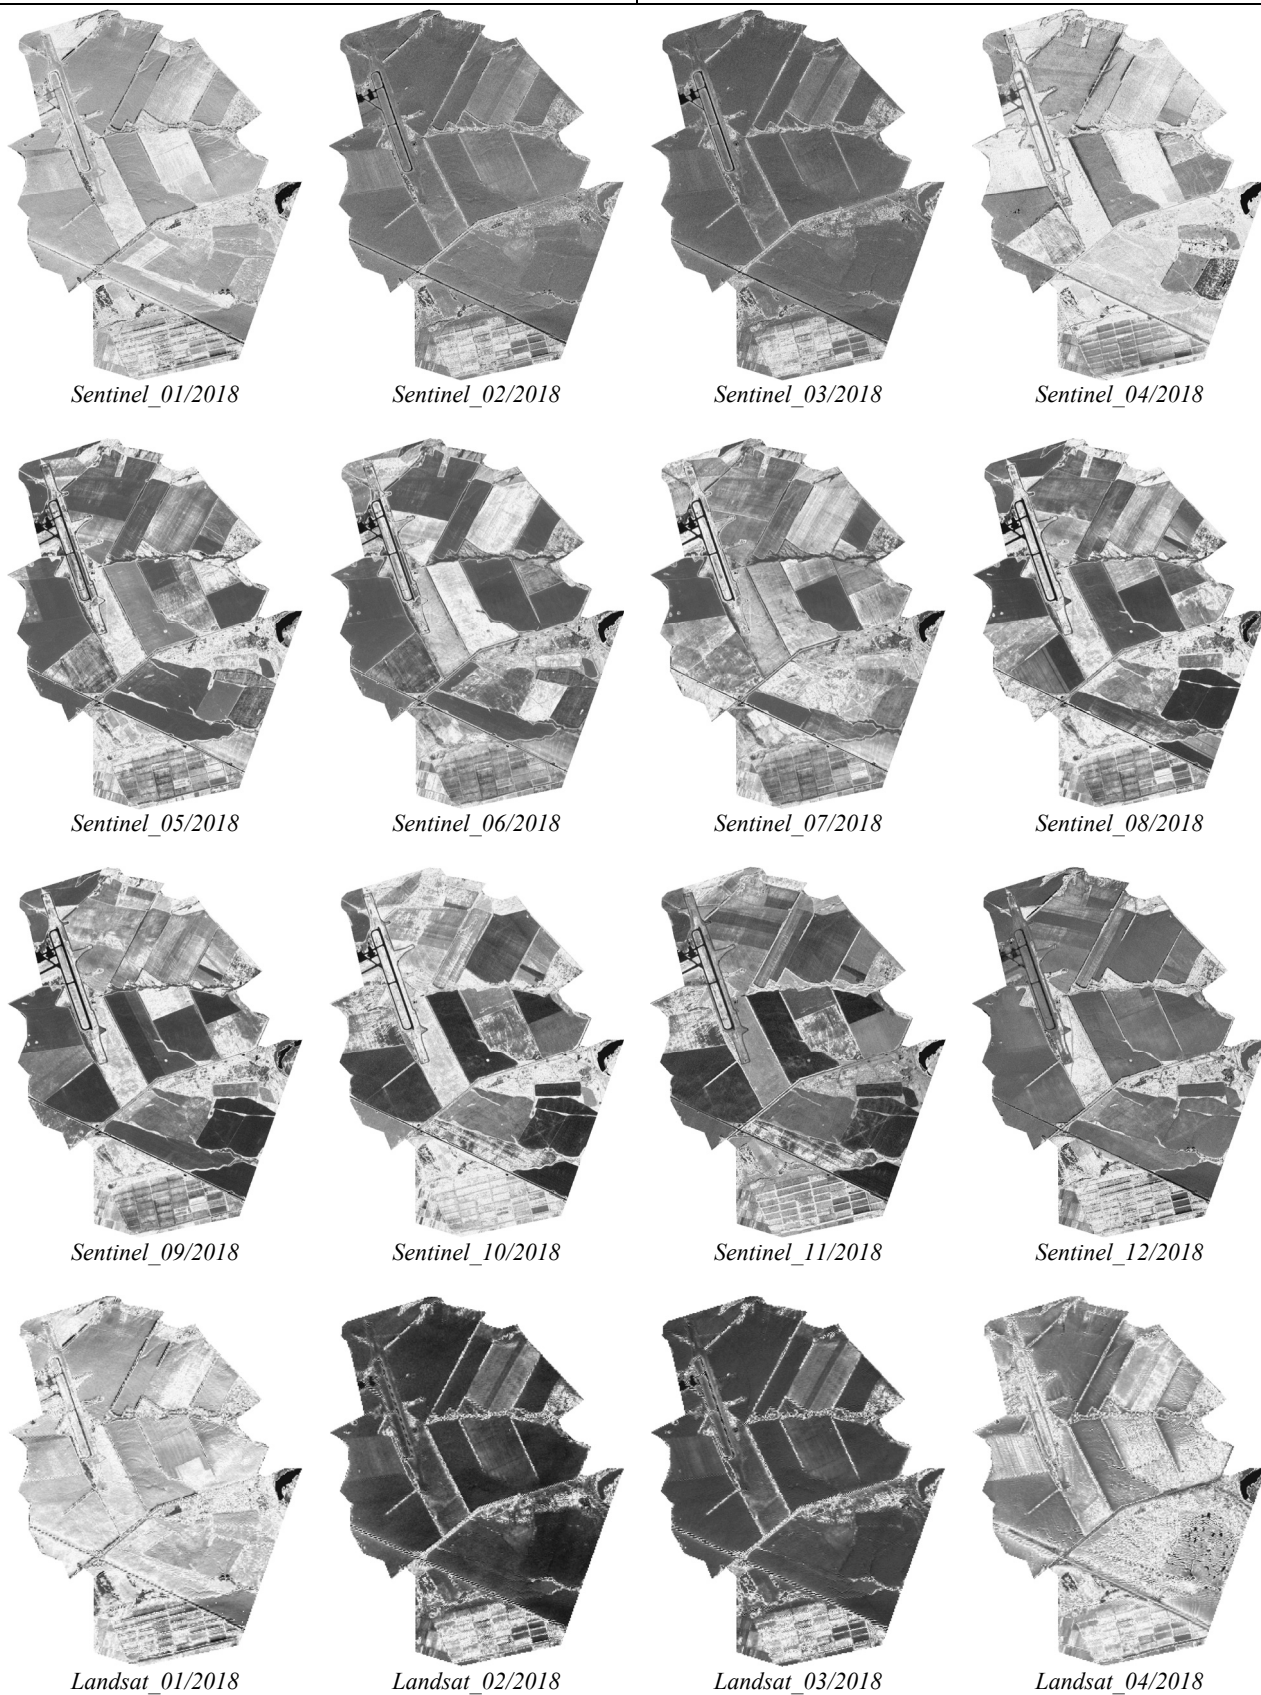 Sentinel_01/2018 Sentinel_02/2018 Sentinel_03/2018 Sentinel_04/2018
Sentinel_05/2018 Sentinel_06/2018 Sentinel_07/2018 Sentinel_08/2018
Sentinel_09/2018 Sentinel_10/2018 Sentinel_11/2018 Sentinel_12/2018
Landsat_01/2018 Landsat_02/2018 Landsat_03/2018 Landsat_04/2018